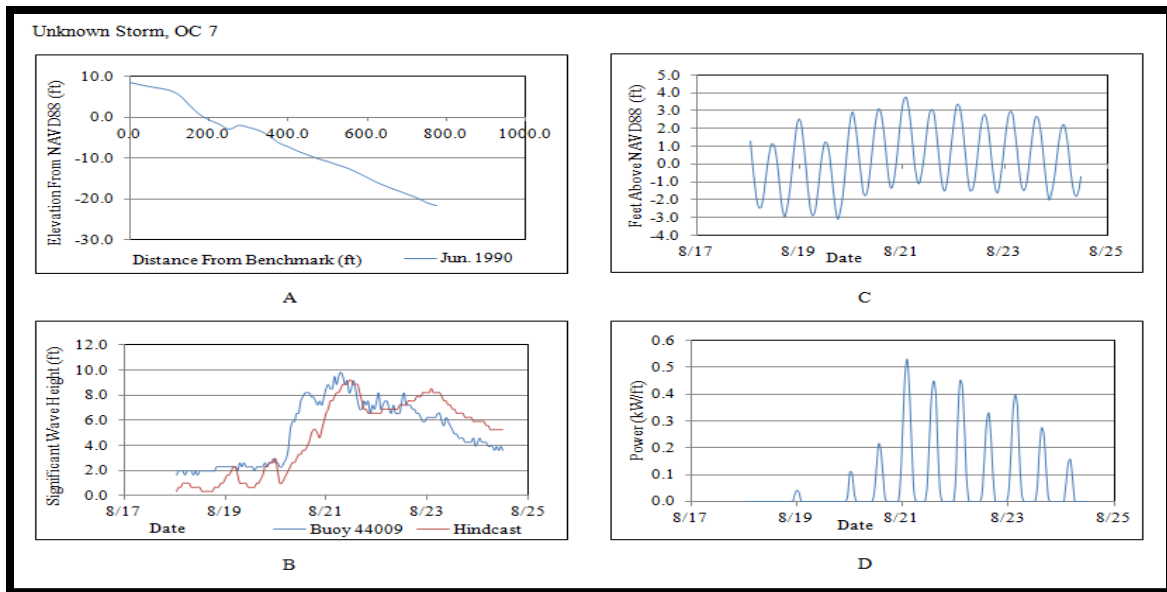 Unknown Storm, OC 7
Elevation From NAVD88 (ft)
10.0
0.0
-10.0
-20.0
-30.0
0.0 200.0 400.0 600.0 800.0 1000.0
Distance From Benchmark (ft)
Jun. 1990
A
Feet Above NAVD88 (ft)
5.0
4.0
3.0
2.0
1.0
0.0
-1.0
-2.0
-3.0
-4.0
8/17 8/19 8/21 8/23 8/25
Date
C
Significant Wave Height (ft)
12.0
10.0
8.0
6.0
4.0
2.0
0.0
8/17 8/19 8/21 8/23 8/25
Date
Buoy 44009 Hindcast
B
Power (kW/ft)
0.6
0.5
0.4
0.3
0.2
0.1
0.0
8/17 8/19 8/21 8/23 8/25
Date
D